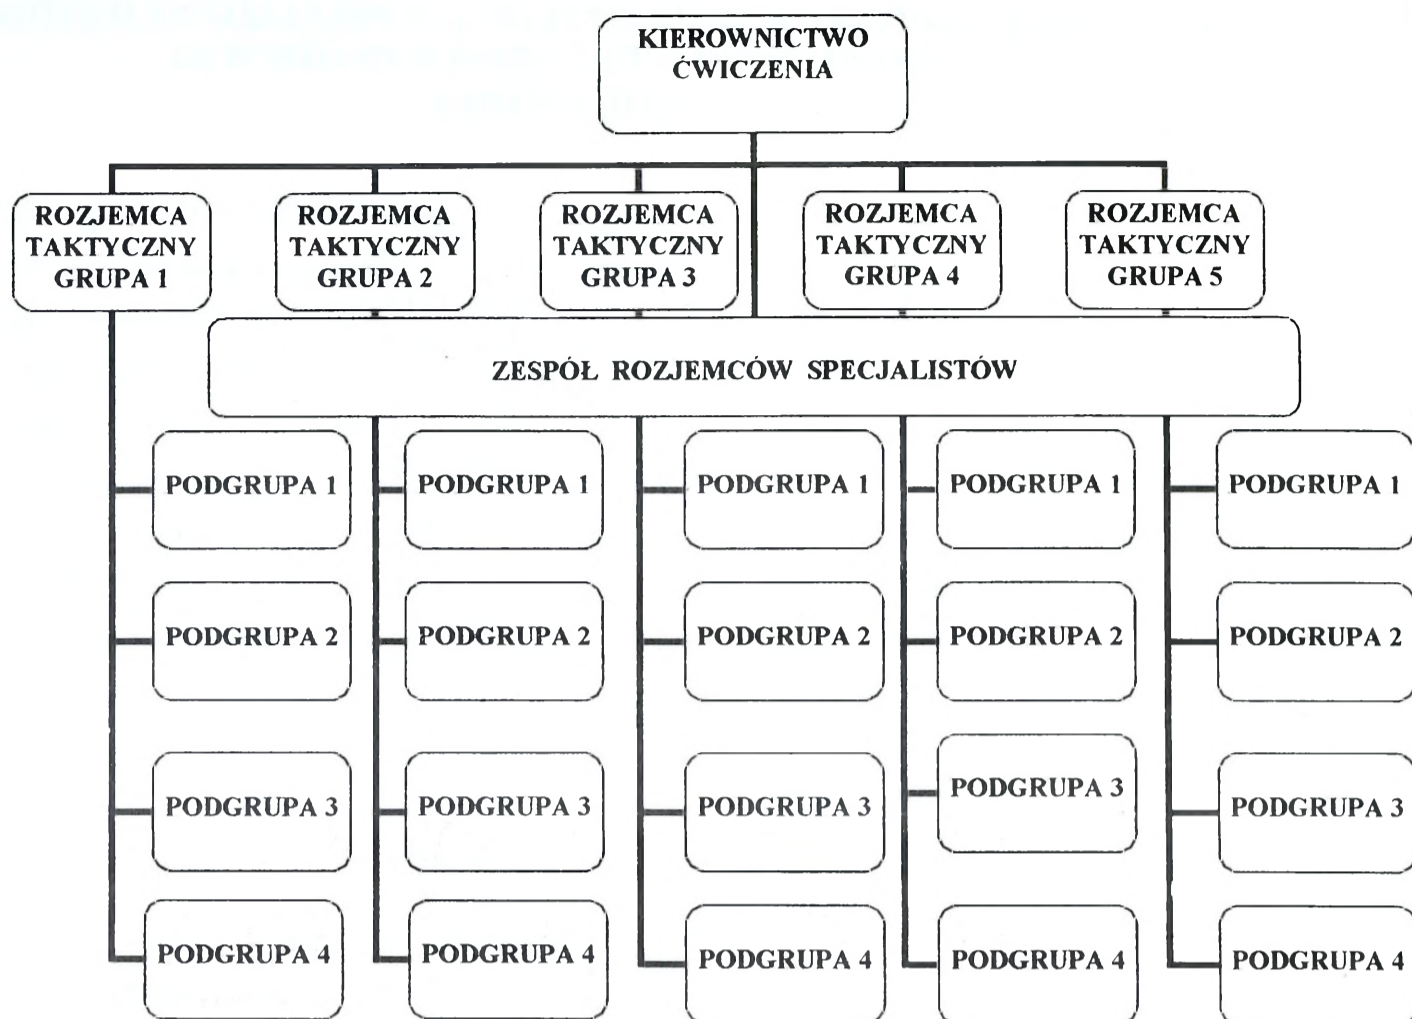 KIEROWNICTWO
ĆWICZENIA
ROZJEMCA
TAKTYCZNY
GRUPA 1
ROZJEMCA
TAKTYCZNY
GRUPA 2
ROZJEMCA
TAKTYCZNY
GRUPA 3
ROZJEMCA
TAKTYCZNY
GRUPA 4
ROZJEMCA
TAKTYCZNY
GRUPA 5
ZESPÓŁ ROZJEMCÓW SPECJALISTÓW
PODGRUPA 1
PODGRUPA 1
PODGRUPA 1
PODGRUPA 1
PODGRUPA 1
PODGRUPA 2
PODGRUPA 2
PODGRUPA 2
PODGRUPA 2
PODGRUPA 2
PODGRUPA 3
PODGRUPA 3
PODGRUPA 3
PODGRUPA 3
PODGRUPA 3
PODGRUPA 4
PODGRUPA 4
PODGRUPA 4
PODGRUPA 4
PODGRUPA 4